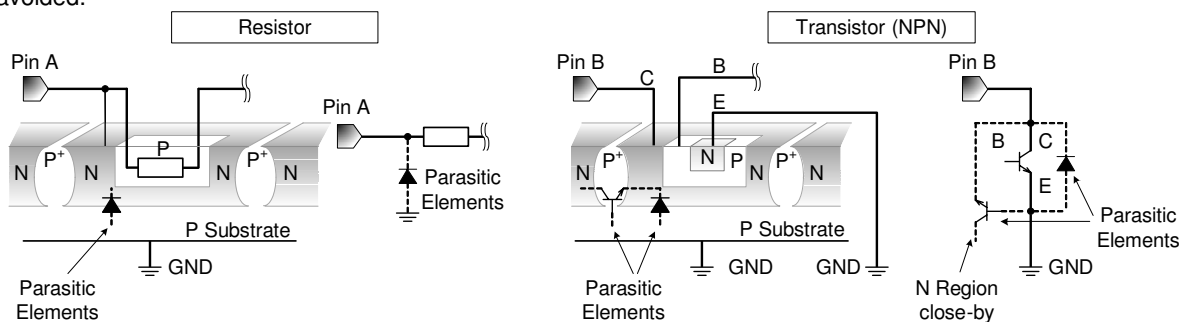 avoided.
Resistor
Pin A
N
P+
N
P
N
P+
N
Parasitic
Elements
P Substrate
GND
Pin A
Parasitic
Elements
Transistor (NPN)
Pin B
C
B
E
N
P+
N
N
P
N
P+
N
P Substrate
Parasitic
Elements
GND
GND
Pin B
B
C
E
Parasitic
Elements
GND
N Region
close-by